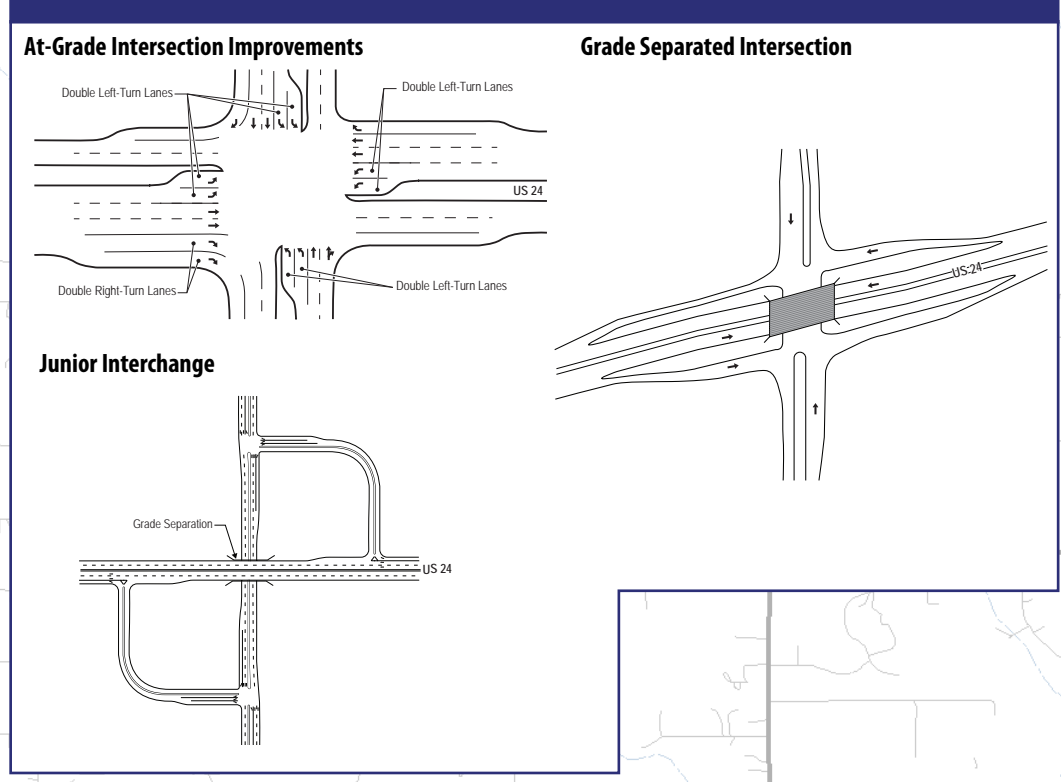 At-Grade Intersection Improvements
Double Left-Turn Lanes
Double Left-Turn Lanes
US 24
Double Right-Turn Lanes
Double Left-Turn Lanes
Grade Separated Intersection
US 24
Junior Interchange
Grade Separation
US 24